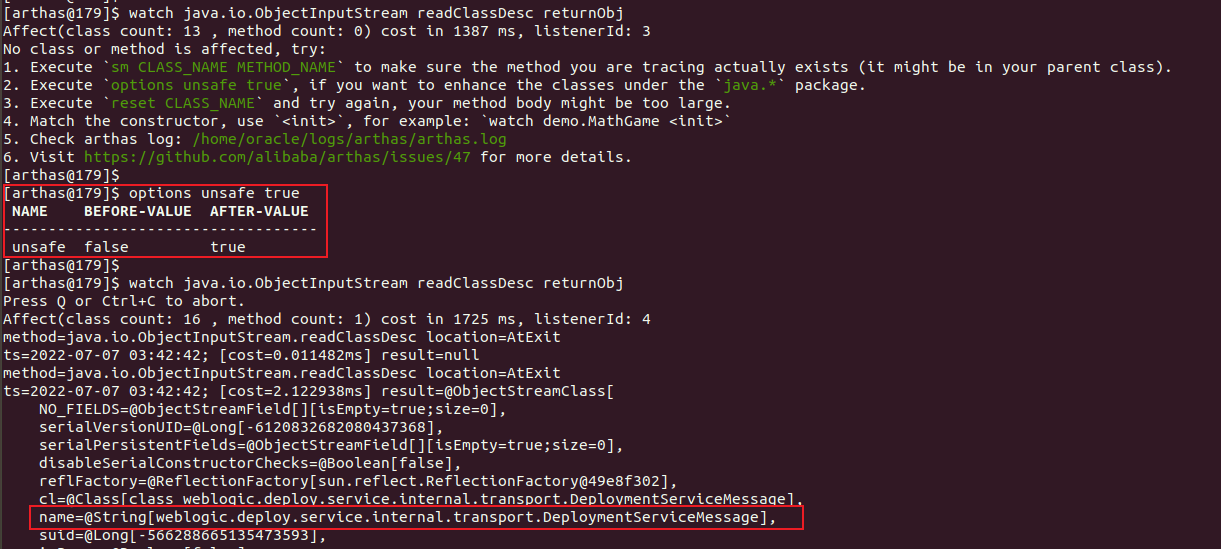 [arthas@179]$ watch java.io.ObjectInputStream readClassDesc returnObj
Affect(class count: 13 , method count: 0) cost in 1387 ms, listenerId: 3
No class or method is affected, try:
1. Execute `sm CLASS_NAME METHOD_NAME` to make sure the method you are tracing actually exists (it might be in your parent class).
2. Execute `options unsafe true`, if you want to enhance the classes under the `java.*` package.
3. Execute `reset CLASS_NAME` and try again, your method body might be too large.
4. Match the constructor, use `<init>`, for example: `watch demo.MathGame <init>`
5. Check arthas log: /home/oracle/logs/arthas/arthas.log
6. Visit https://github.com/alibaba/arthas/issues/47 for more details.
[arthas@179]$
[arthas@179]$ options unsafe true
NAME    BEFORE-VALUE  AFTER-VALUE
-----------------------------------
unsafe  false         true
[arthas@179]$
[arthas@179]$ watch java.io.ObjectInputStream readClassDesc returnObj
Press Q or Ctrl+C to abort.
Affect(class count: 16 , method count: 1) cost in 1725 ms, listenerId: 4
method=java.io.ObjectInputStream.readClassDesc location=AtExit
ts=2022-07-07 03:42:42; [cost=0.011482ms] result=null
method=java.io.ObjectInputStream.readClassDesc location=AtExit
ts=2022-07-07 03:42:42; [cost=2.122938ms] result=@ObjectStreamClass[
    NO_FIELDS=@ObjectStreamField[][isEmpty=true;size=0],
    serialVersionUID=@Long[-6120832682080437368],
    serialPersistentFields=@ObjectStreamField[][isEmpty=true;size=0],
    disableSerialConstructorChecks=@Boolean[false],
    reflFactory=@ReflectionFactory[sun.reflect.ReflectionFactory@49e8f302],
    cl=@Class[class weblogic.deploy.service.internal.transport.DeploymentServiceMessage],
    name=@String[weblogic.deploy.service.internal.transport.DeploymentServiceMessage],
    suid=@Long[-566288665135473593],